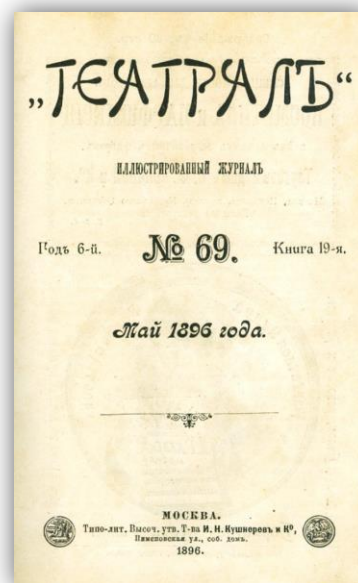 „ТЕАТРАЛЪ“
ИЛЛЮСТРИРОВАННЫЙ ЖУРНАЛЪ
Годъ 6-й. № 69. Книга 19-я.
Май 1896 года.
МОСКВА.
Типо-лит. Высоч. утв. Т-ва И. Н. Кушнеревъ и К⁰,
Пименовская ул., соб. домъ.
1896.